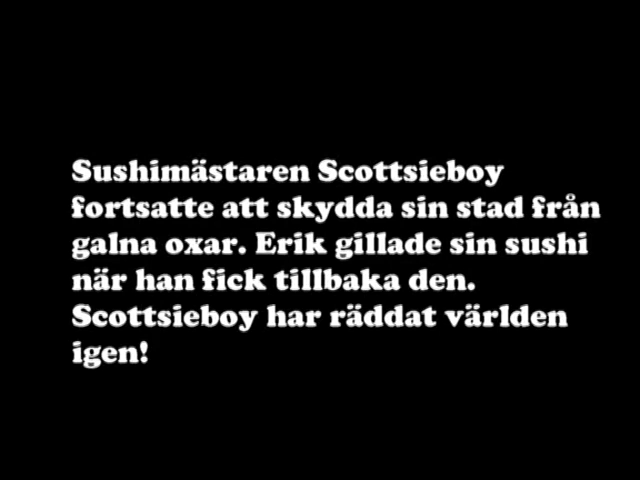 Sushimästaren Scottsieboy
fortsatte att skydda sin stad från
galna oxar. Erik gillade sin sushi
när han fick tillbaka den.
Scottsieboy har räddat världen
igen!